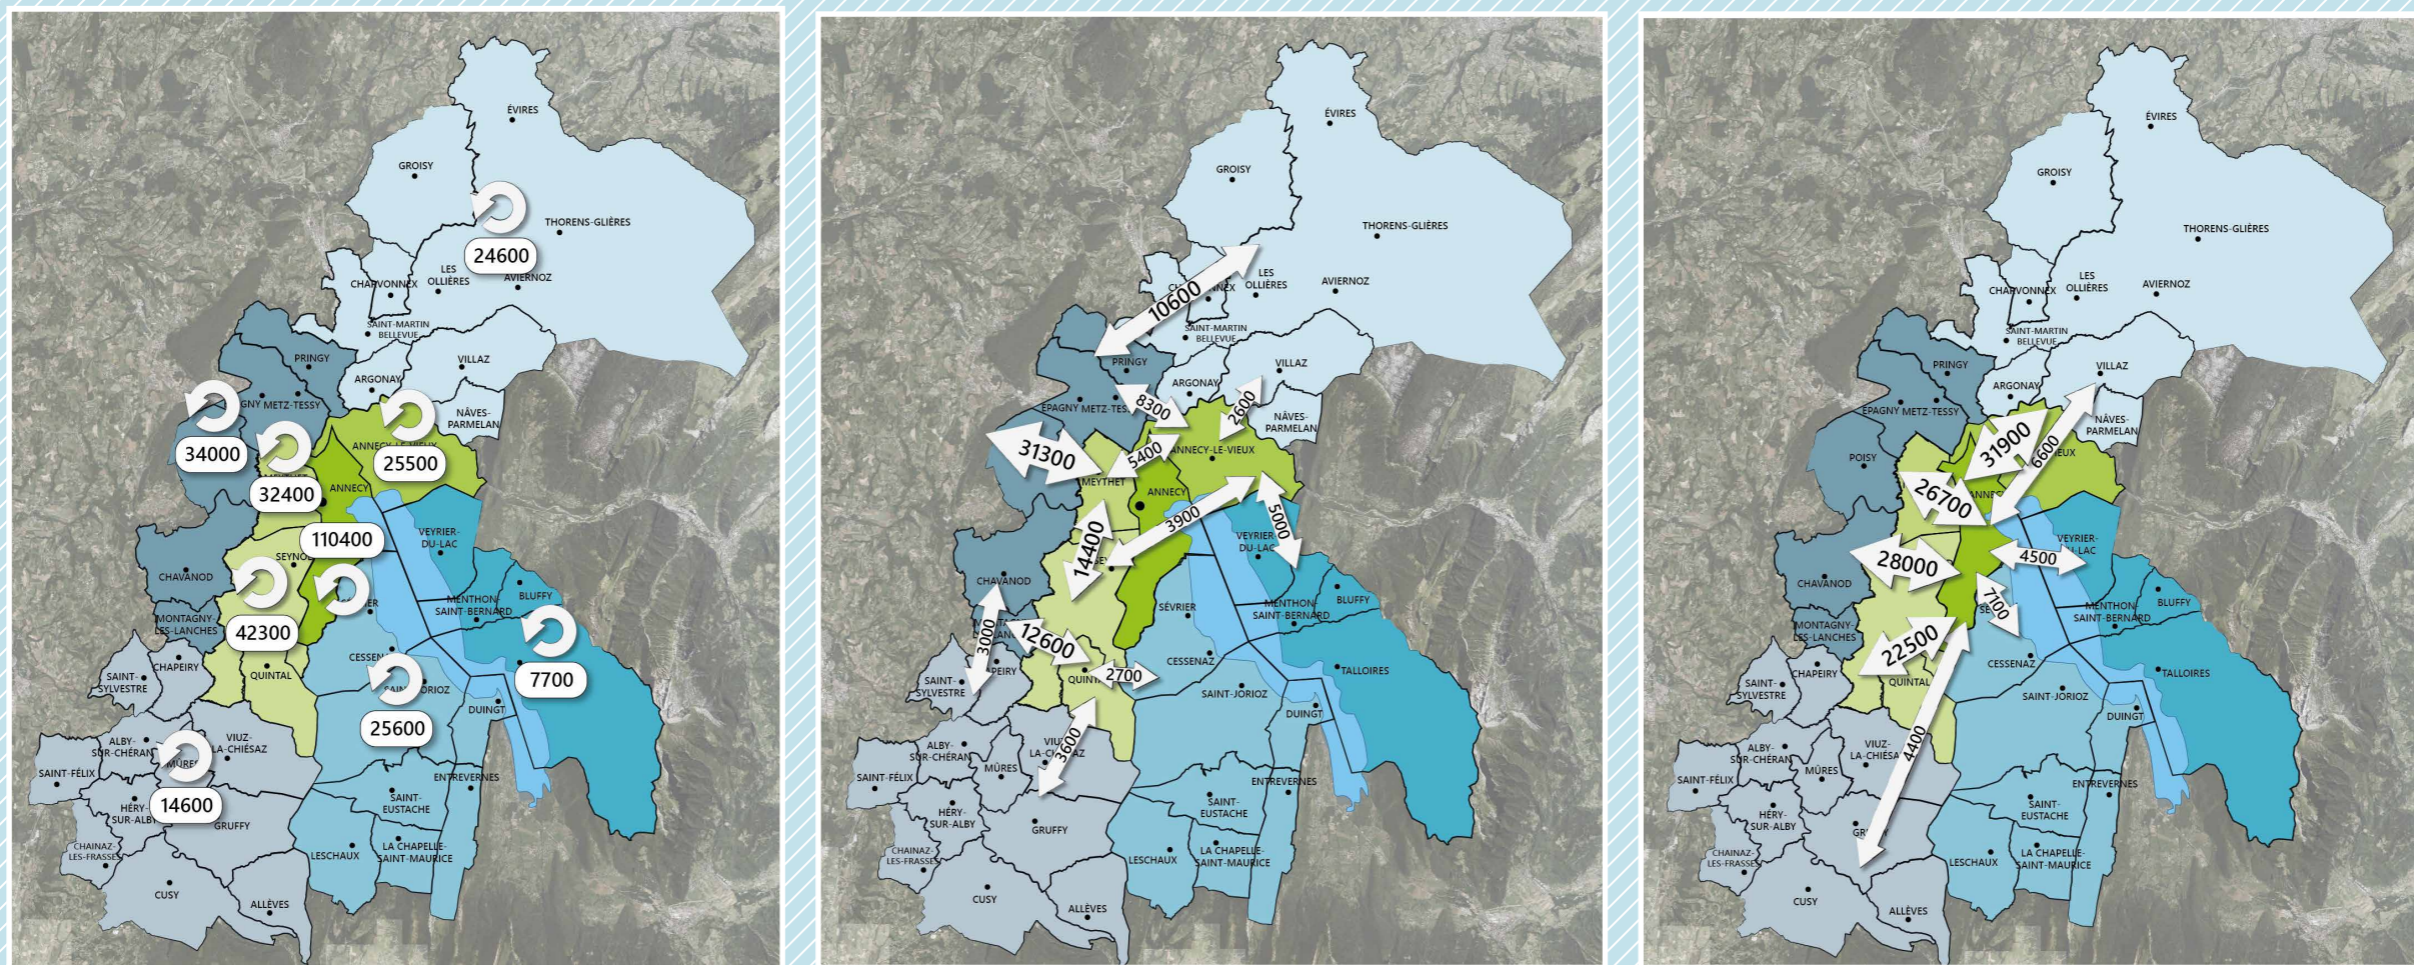 ÉVIRES
GROISY
THORENS-GLIÈRES
24600
LES
OLLIÈRES
AVIERNOZ
CHARVONNEX
SAINT-MARTIN
BELLEVUE
PRINGY
VILLAZ
ARGONAY
GNY METZ-TESSY
NÂVES-
PARMELAN
34000
25500
32400
ANNECY
110400
VEYRIER-
DU-LAC
CHAVANOD
BLUFFY
MENTHON-
SAINT-BERNARD
MONTAGNY-
LES-LANCHES
42300
CHAPEIRY
CESSENAZ
QUINTAL
7700
SAINT-
SYLVESTRE
DUINGT
25600
ALBY-
SUR-CHÉRAN
VIUZ-
LA-CHIÉSAZ
MÛRES
SAINT-FÉLIX
ENTREVERNES
14600
HÉRY-
SUR-ALBY
SAINT-
EUSTACHE
GRUFFY
CHAINAZ-
LES-FRASSES
LESCHAUX
LA CHAPELLE-
SAINT-MAURICE
CUSY
ALLÈVES
ÉVIRES
GROISY
THORENS-GLIÈRES
LES
OLLIÈRES
AVIERNOZ
10600
SAINT-MARTIN
BELLEVUE
PRINGY
VILLAZ
ARGONAY
EPAGNY METZ-TES
8300
2600
NÂVES-
PARMELAN
31300
5400
ANNECY-LE-VIEUX
MEYTHET
ANNECY
3900
5000
VEYRIER-
DU-LAC
14400
CHAVANOD
BLUFFY
SÉVRIER
MENTHON-
SAINT-BERNARD
3000
12600
CESSENAZ
TALLOIRES
2700
SAINT-
SYLVESTRE
SAINT-JORIOZ
DUINGT
3600
ALBY-
SUR-CHÉRAN
MÛRES
SAINT-FÉLIX
ENTREVERNES
HÉRY-
SUR-ALBY
SAINT-
EUSTACHE
GRUFFY
CHAINAZ-
LES-FRASSES
LESCHAUX
LA CHAPELLE-
SAINT-MAURICE
CUSY
ALLÈVES
ÉVIRES
GROISY
THORENS-GLIÈRES
LES
OLLIÈRES
AVIERNOZ
CHARVONNEX
SAINT-MARTIN
BELLEVUE
PRINGY
VILLAZ
ARGONAY
EPAGNY METZ-TESSY
NÂVES-
PARMELAN
31900
6600
POISY
26700
VEYRIER-
28000
4500
CHAVANOD
7100
BLUFFY
MENTHON-
SAINT-BERNARD
MONTAGNY-
LES-LANCHES
22500
CHAPEIRY
CESSENAZ
TALLOIRES
SAINT-
SYLVESTRE
QUINTAL
SAINT-JORIOZ
DUINGT
4400
ALBY-
SUR-CHÉRAN
VIUZ-
MÛRES
SAINT-FÉLIX
ENTREVERNES
HÉRY-
SUR-ALBY
SAINT-
EUSTACHE
CHAINAZ-
LES-FRASSES
LESCHAUX
LA CHAPELLE-
SAINT-MAURICE
CUSY
ALLÈVES